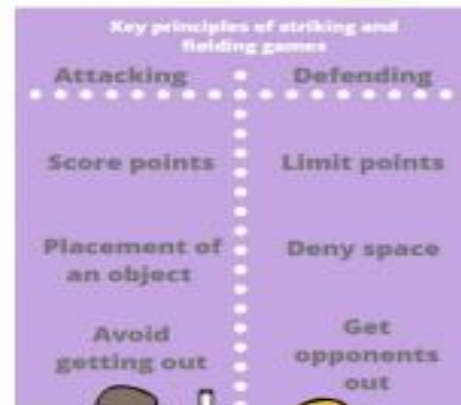 Key principles of striking and
fielding games
Attacking
Defending
Score points
Limit points
Placement of
an object
Deny space
Avoid
getting out
Get
opponents
out